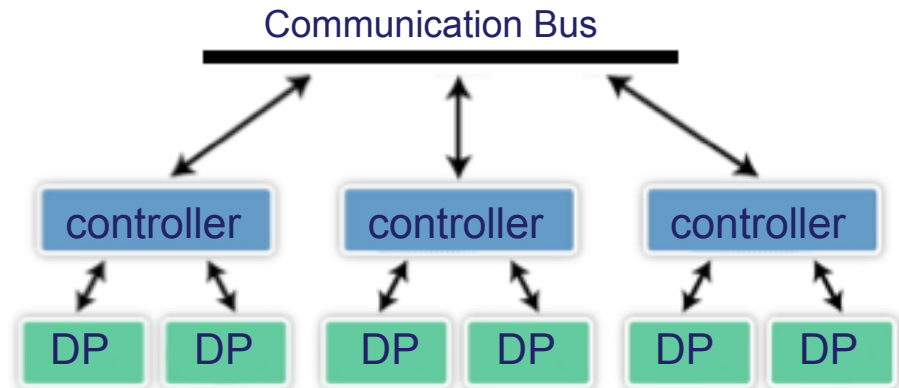 Communication Bus
controller controller controller
DP DP DP DP DP DP